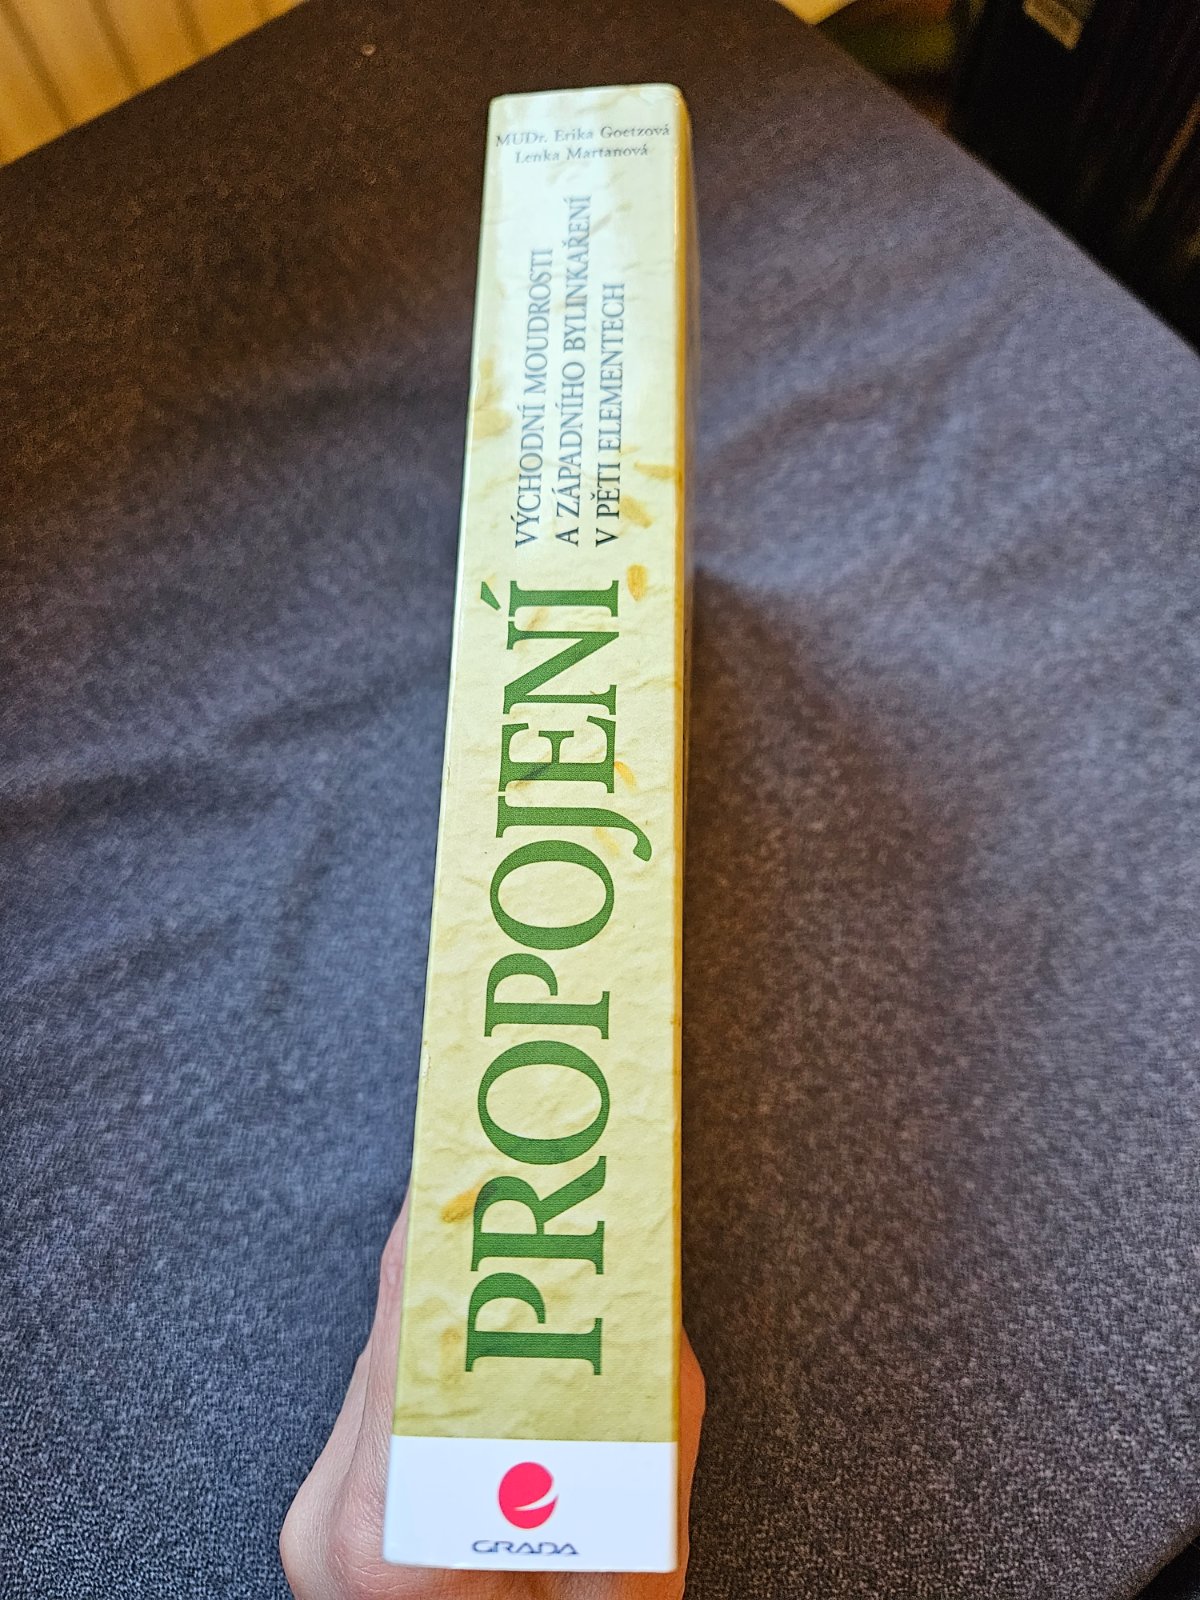 MUDr. Erika Goetzová
Lenka Martanová
PROPOJENÍ
VÝCHODNÍ MOUDROSTI
A ZÁPADNÍHO BYLINKAŘENÍ
V PĚTI ELEMENTECH
GRADA